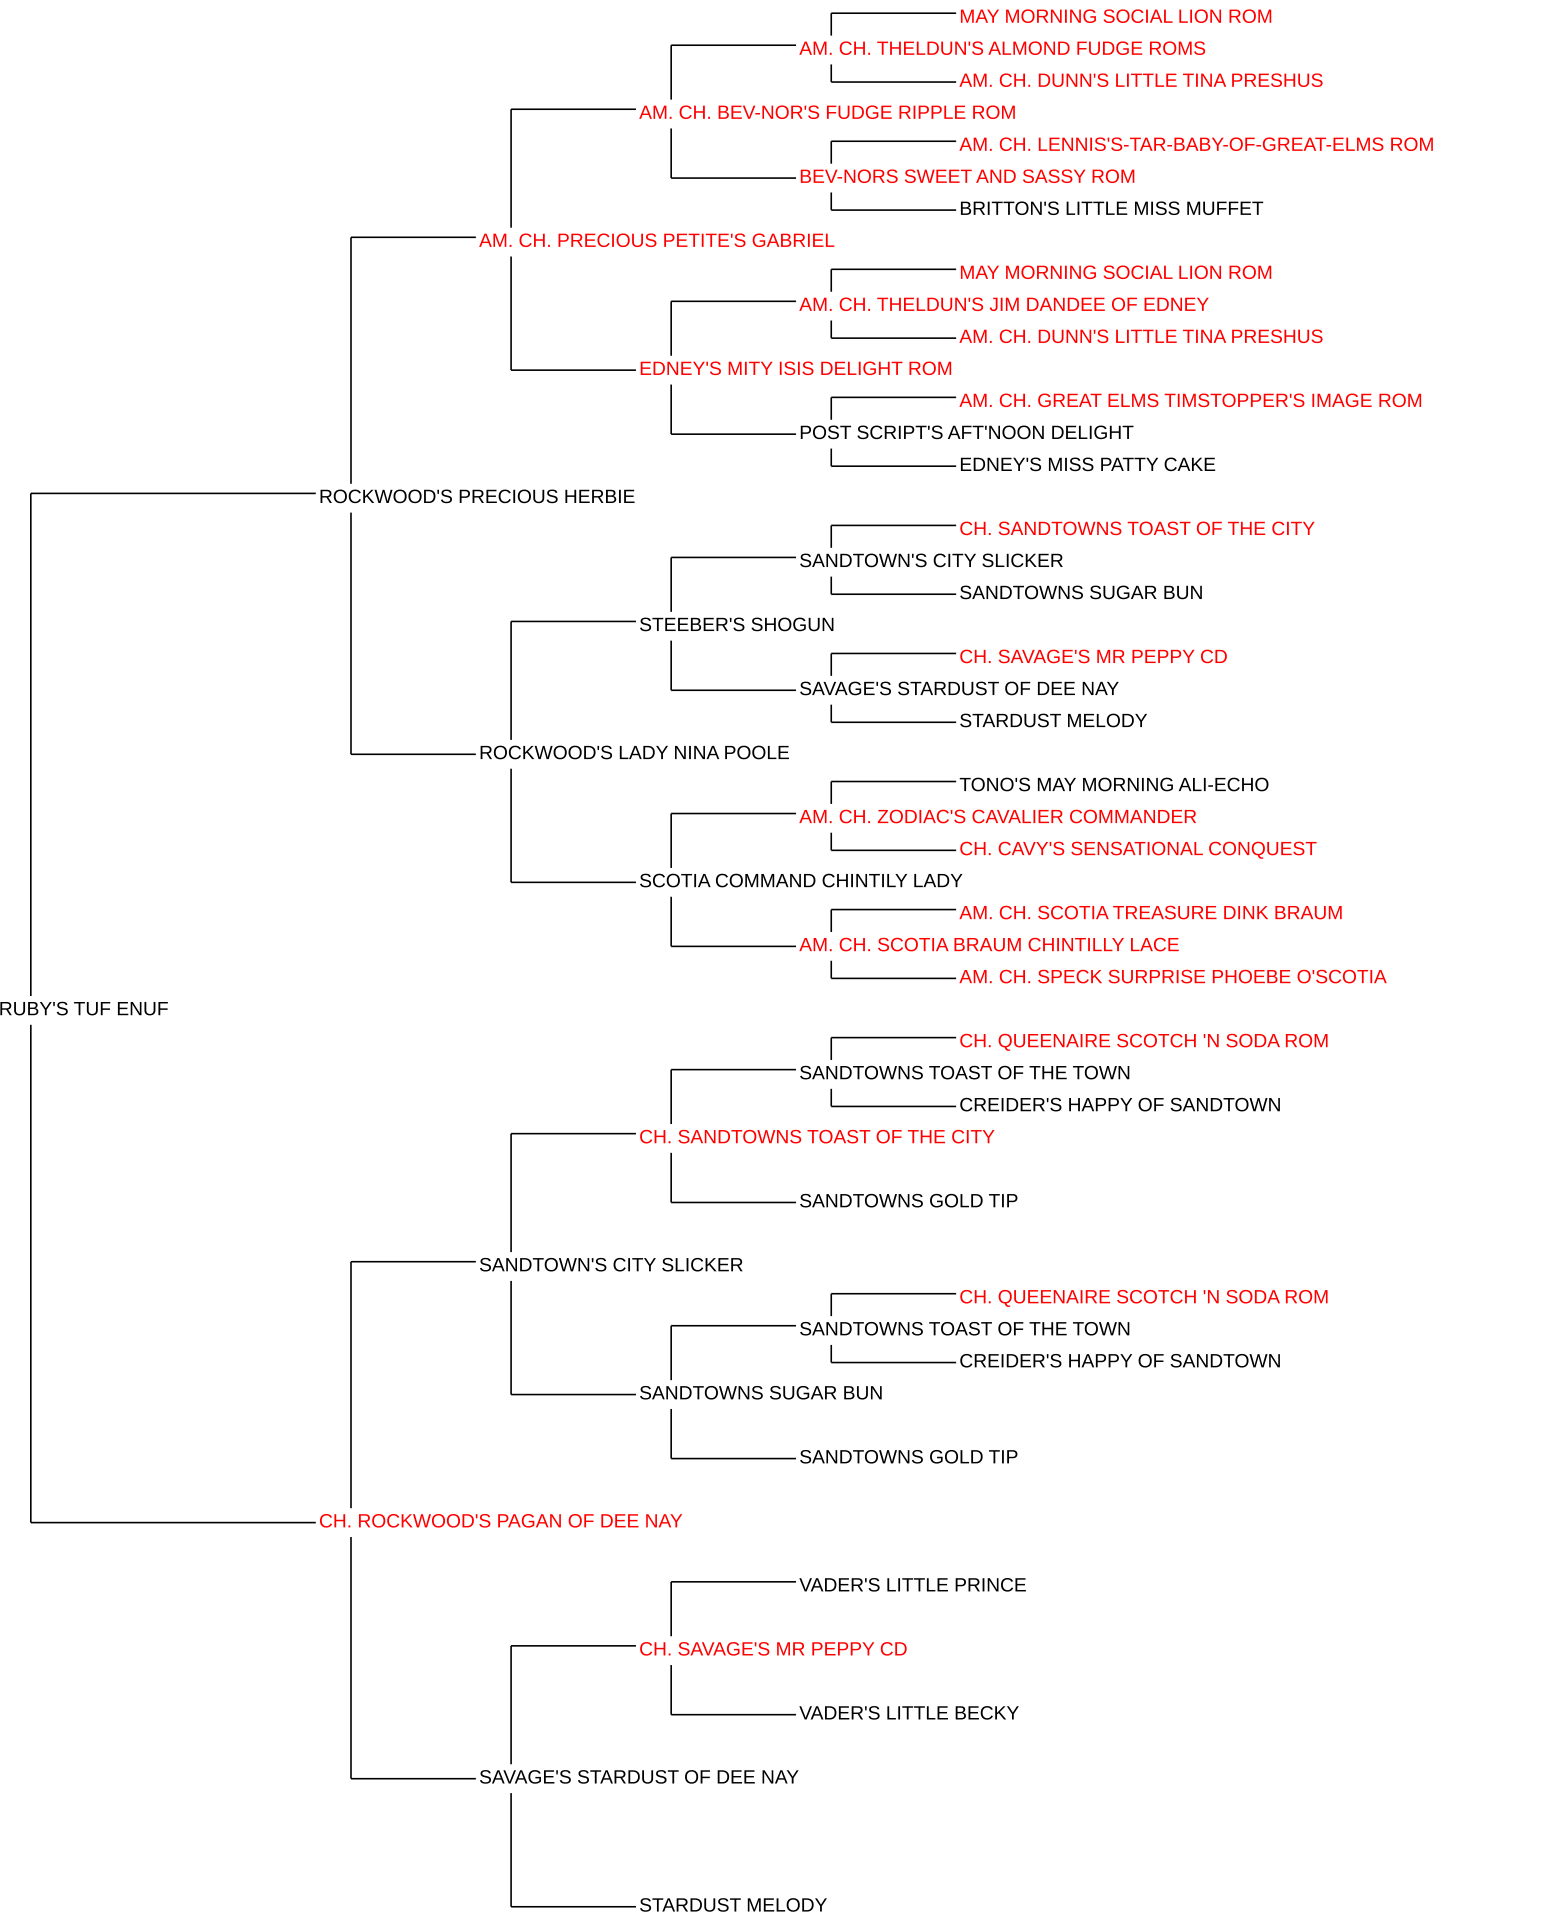 MAY MORNING SOCIAL LION ROM
AM. CH. THELDUN'S ALMOND FUDGE ROMS
AM. CH. DUNN'S LITTLE TINA PRESHUS
AM. CH. BEV-NOR'S FUDGE RIPPLE ROM
AM. CH. LENNIS'S-TAR-BABY-OF-GREAT-ELMS ROM
BEV-NORS SWEET AND SASSY ROM
BRITTON'S LITTLE MISS MUFFET
AM. CH. PRECIOUS PETITE'S GABRIEL
MAY MORNING SOCIAL LION ROM
AM. CH. THELDUN'S JIM DANDEE OF EDNEY
AM. CH. DUNN'S LITTLE TINA PRESHUS
EDNEY'S MITY ISIS DELIGHT ROM
AM. CH. GREAT ELMS TIMSTOPPER'S IMAGE ROM
POST SCRIPT'S AFT'NOON DELIGHT
EDNEY'S MISS PATTY CAKE
ROCKWOOD'S PRECIOUS HERBIE
CH. SANDTOWNS TOAST OF THE CITY
SANDTOWN'S CITY SLICKER
SANDTOWNS SUGAR BUN
STEEBER'S SHOGUN
CH. SAVAGE'S MR PEPPY CD
SAVAGE'S STARDUST OF DEE NAY
STARDUST MELODY
ROCKWOOD'S LADY NINA POOLE
TONO'S MAY MORNING ALI-ECHO
AM. CH. ZODIAC'S CAVALIER COMMANDER
CH. CAVY'S SENSATIONAL CONQUEST
SCOTIA COMMAND CHINTILY LADY
AM. CH. SCOTIA TREASURE DINK BRAUM
AM. CH. SCOTIA BRAUM CHINTILLY LACE
AM. CH. SPECK SURPRISE PHOEBE O'SCOTIA
RUBY'S TUF ENUF
CH. QUEENAIRE SCOTCH 'N SODA ROM
SANDTOWNS TOAST OF THE TOWN
CREIDER'S HAPPY OF SANDTOWN
CH. SANDTOWNS TOAST OF THE CITY
SANDTOWNS GOLD TIP
SANDTOWN'S CITY SLICKER
CH. QUEENAIRE SCOTCH 'N SODA ROM
SANDTOWNS TOAST OF THE TOWN
CREIDER'S HAPPY OF SANDTOWN
SANDTOWNS SUGAR BUN
SANDTOWNS GOLD TIP
CH. ROCKWOOD'S PAGAN OF DEE NAY
VADER'S LITTLE PRINCE
CH. SAVAGE'S MR PEPPY CD
VADER'S LITTLE BECKY
SAVAGE'S STARDUST OF DEE NAY
STARDUST MELODY